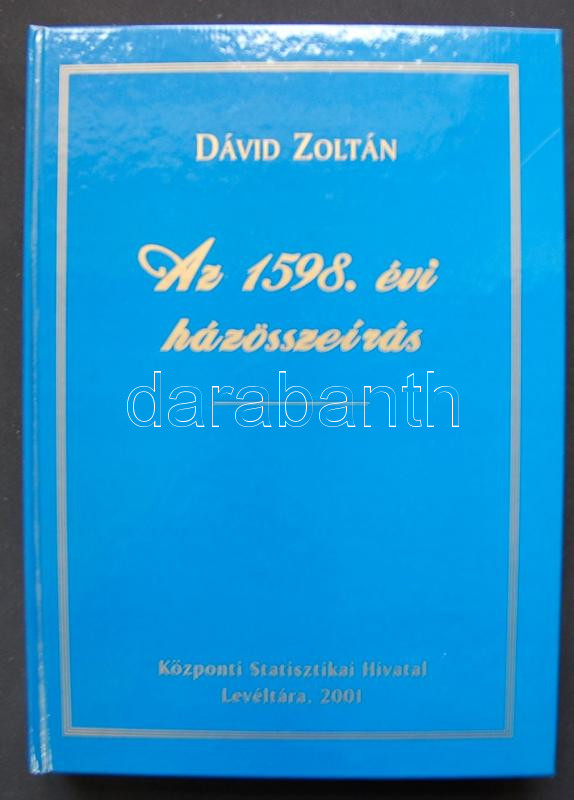 DÁVID ZOLTÁN
Az 1598. évi
házösszeírás
darabanth
Központi Statisztikai Hivatal
Levéltára, 2001